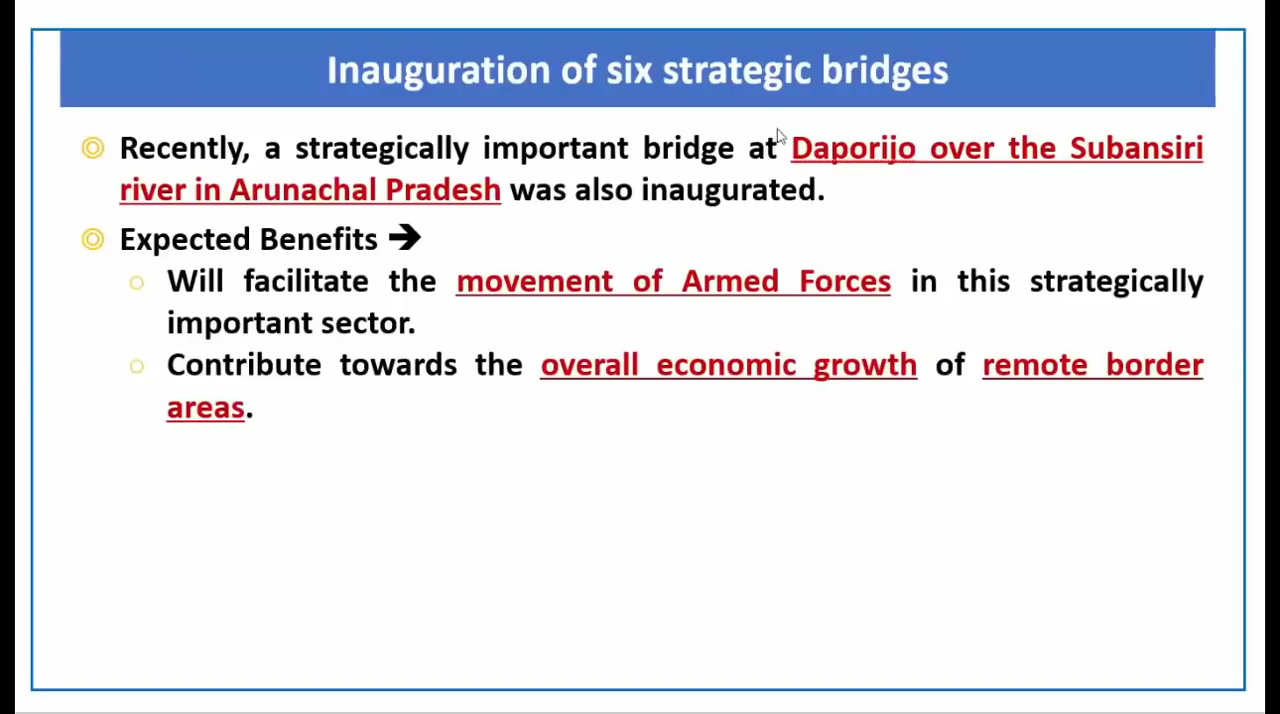 Inauguration of six strategic bridges
Recently, a strategically important bridge at Daporijo over the Subansiri
river in Arunachal Pradesh was also inaugurated.
Expected Benefits ➔
Will facilitate the movement of Armed Forces in this strategically
important sector.
Contribute towards the overall economic growth of remote border
areas.